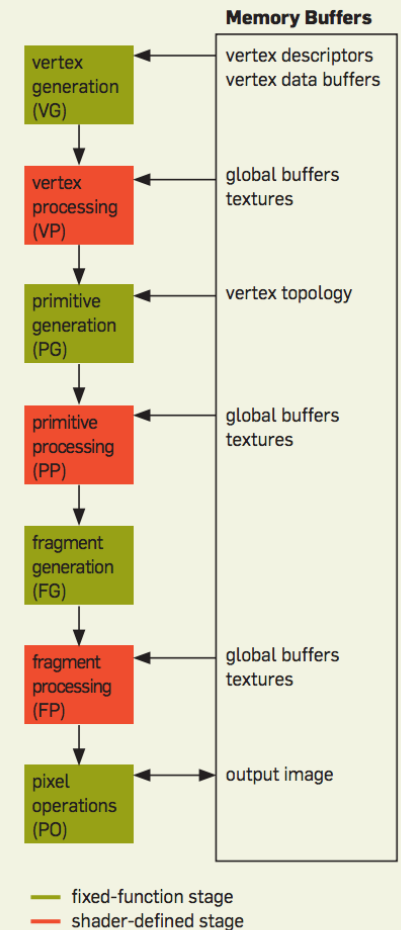 Memory Buffers
vertex
generation
(VG)
vertex descriptors
vertex data buffers
vertex
processing
(VP)
global buffers
textures
primitive
generation
(PG)
vertex topology
primitive
processing
(PP)
global buffers
textures
fragment
generation
(FG)
fragment
processing
(FP)
global buffers
textures
pixel
operations
(PO)
output image
fixed-function stage
shader-defined stage